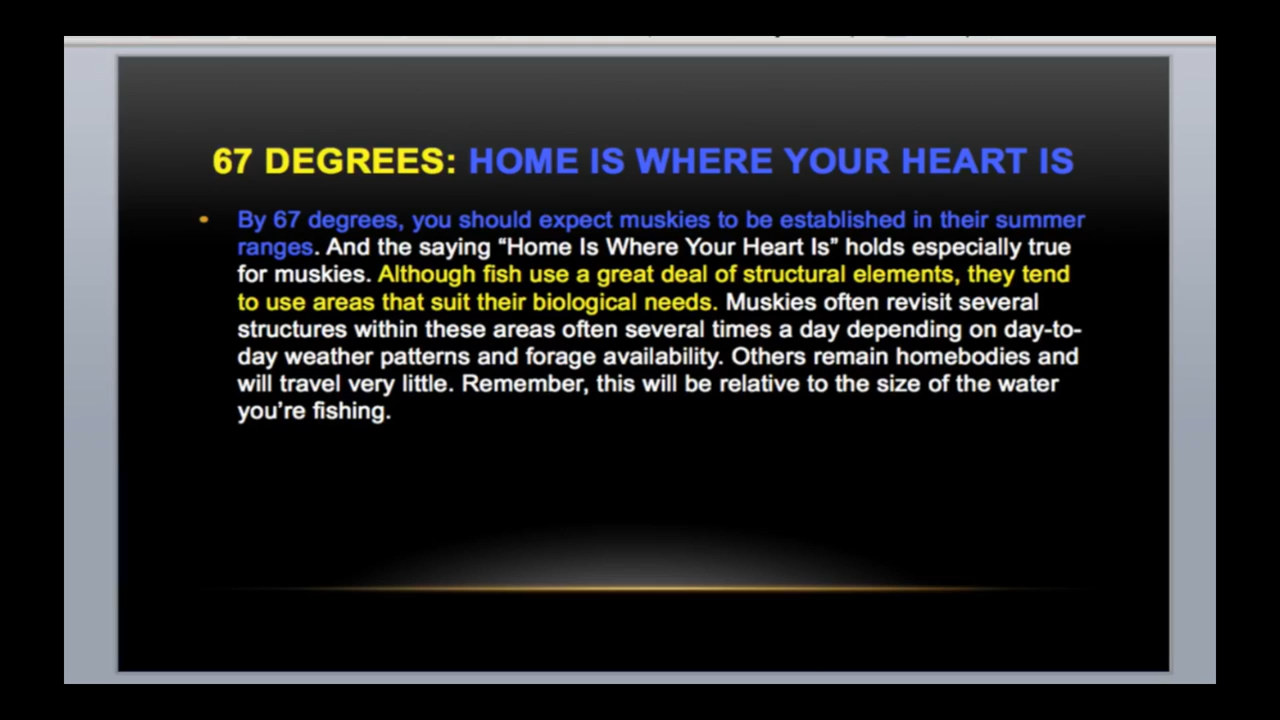 67 DEGREES: HOME IS WHERE YOUR HEART IS
• By 67 degrees, you should expect muskies to be established in their summer
ranges. And the saying “Home Is Where Your Heart Is” holds especially true
for muskies. Although fish use a great deal of structural elements, they tend
to use areas that suit their biological needs. Muskies often revisit several
structures within these areas often several times a day depending on day-to-
day weather patterns and forage availability. Others remain homebodies and
will travel very little. Remember, this will be relative to the size of the water
you’re fishing.